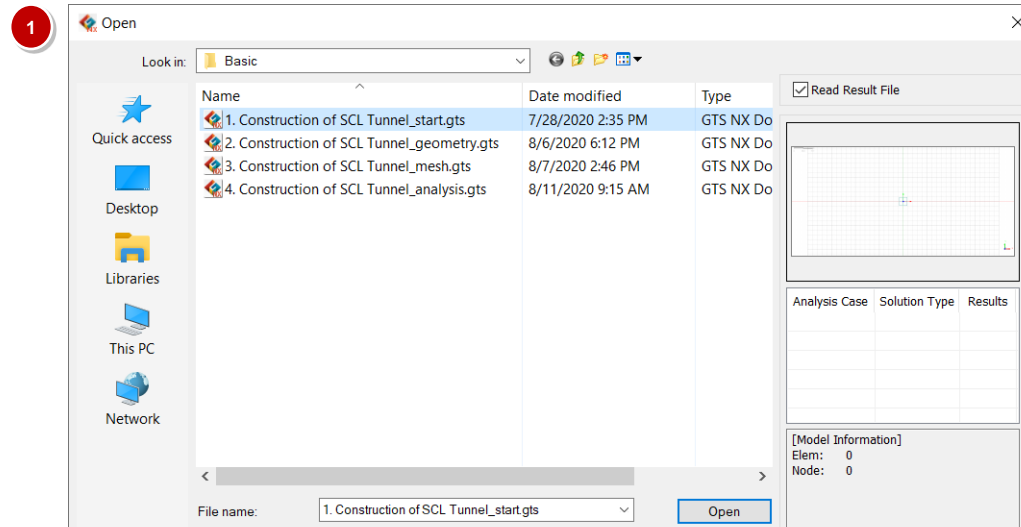 1
Open
Look in: Basic
Name Date modified Type
1. Construction of SCL Tunnel_start.gts 7/28/2020 2:35 PM GTS NX Do
2. Construction of SCL Tunnel_geometry.gts 8/6/2020 6:12 PM GTS NX Do
3. Construction of SCL Tunnel_mesh.gts 8/7/2020 2:46 PM GTS NX Do
4. Construction of SCL Tunnel_analysis.gts 8/11/2020 9:15 AM GTS NX Do
Quick access
Desktop
Libraries
This PC
Network
File name: 1. Construction of SCL Tunnel_start.gts Open
Read Result File
Analysis Case Solution Type Results
[Model Information]
Elem: 0
Node: 0